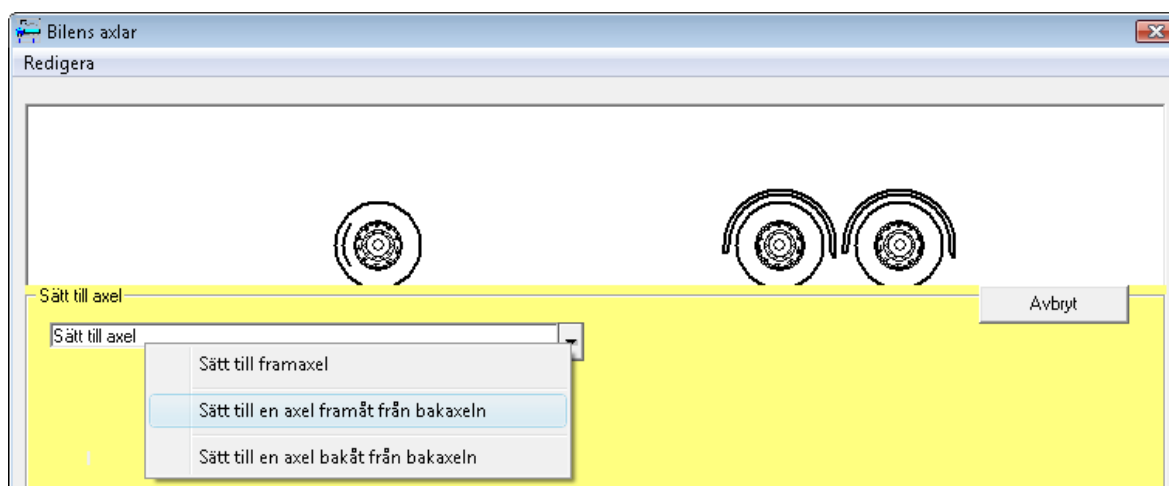 Bilens axlar
Redigera
Sätt till axel
Avbryt
Sätt till axel
Sätt till framaxel
Sätt till en axel framåt från bakaxeln
Sätt till en axel bakåt från bakaxeln